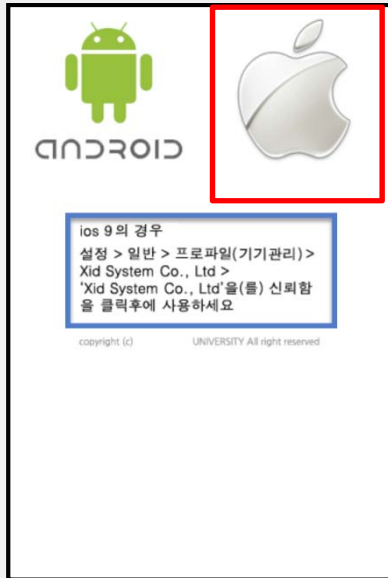 android
ios 9의 경우
설정 > 일반 > 프로파일(기기관리) >
Xid System Co., Ltd >
'Xid System Co., Ltd'을(를) 신뢰함
을 클릭후에 사용하세요
copyright (c) UNIVERSITY All right reserved